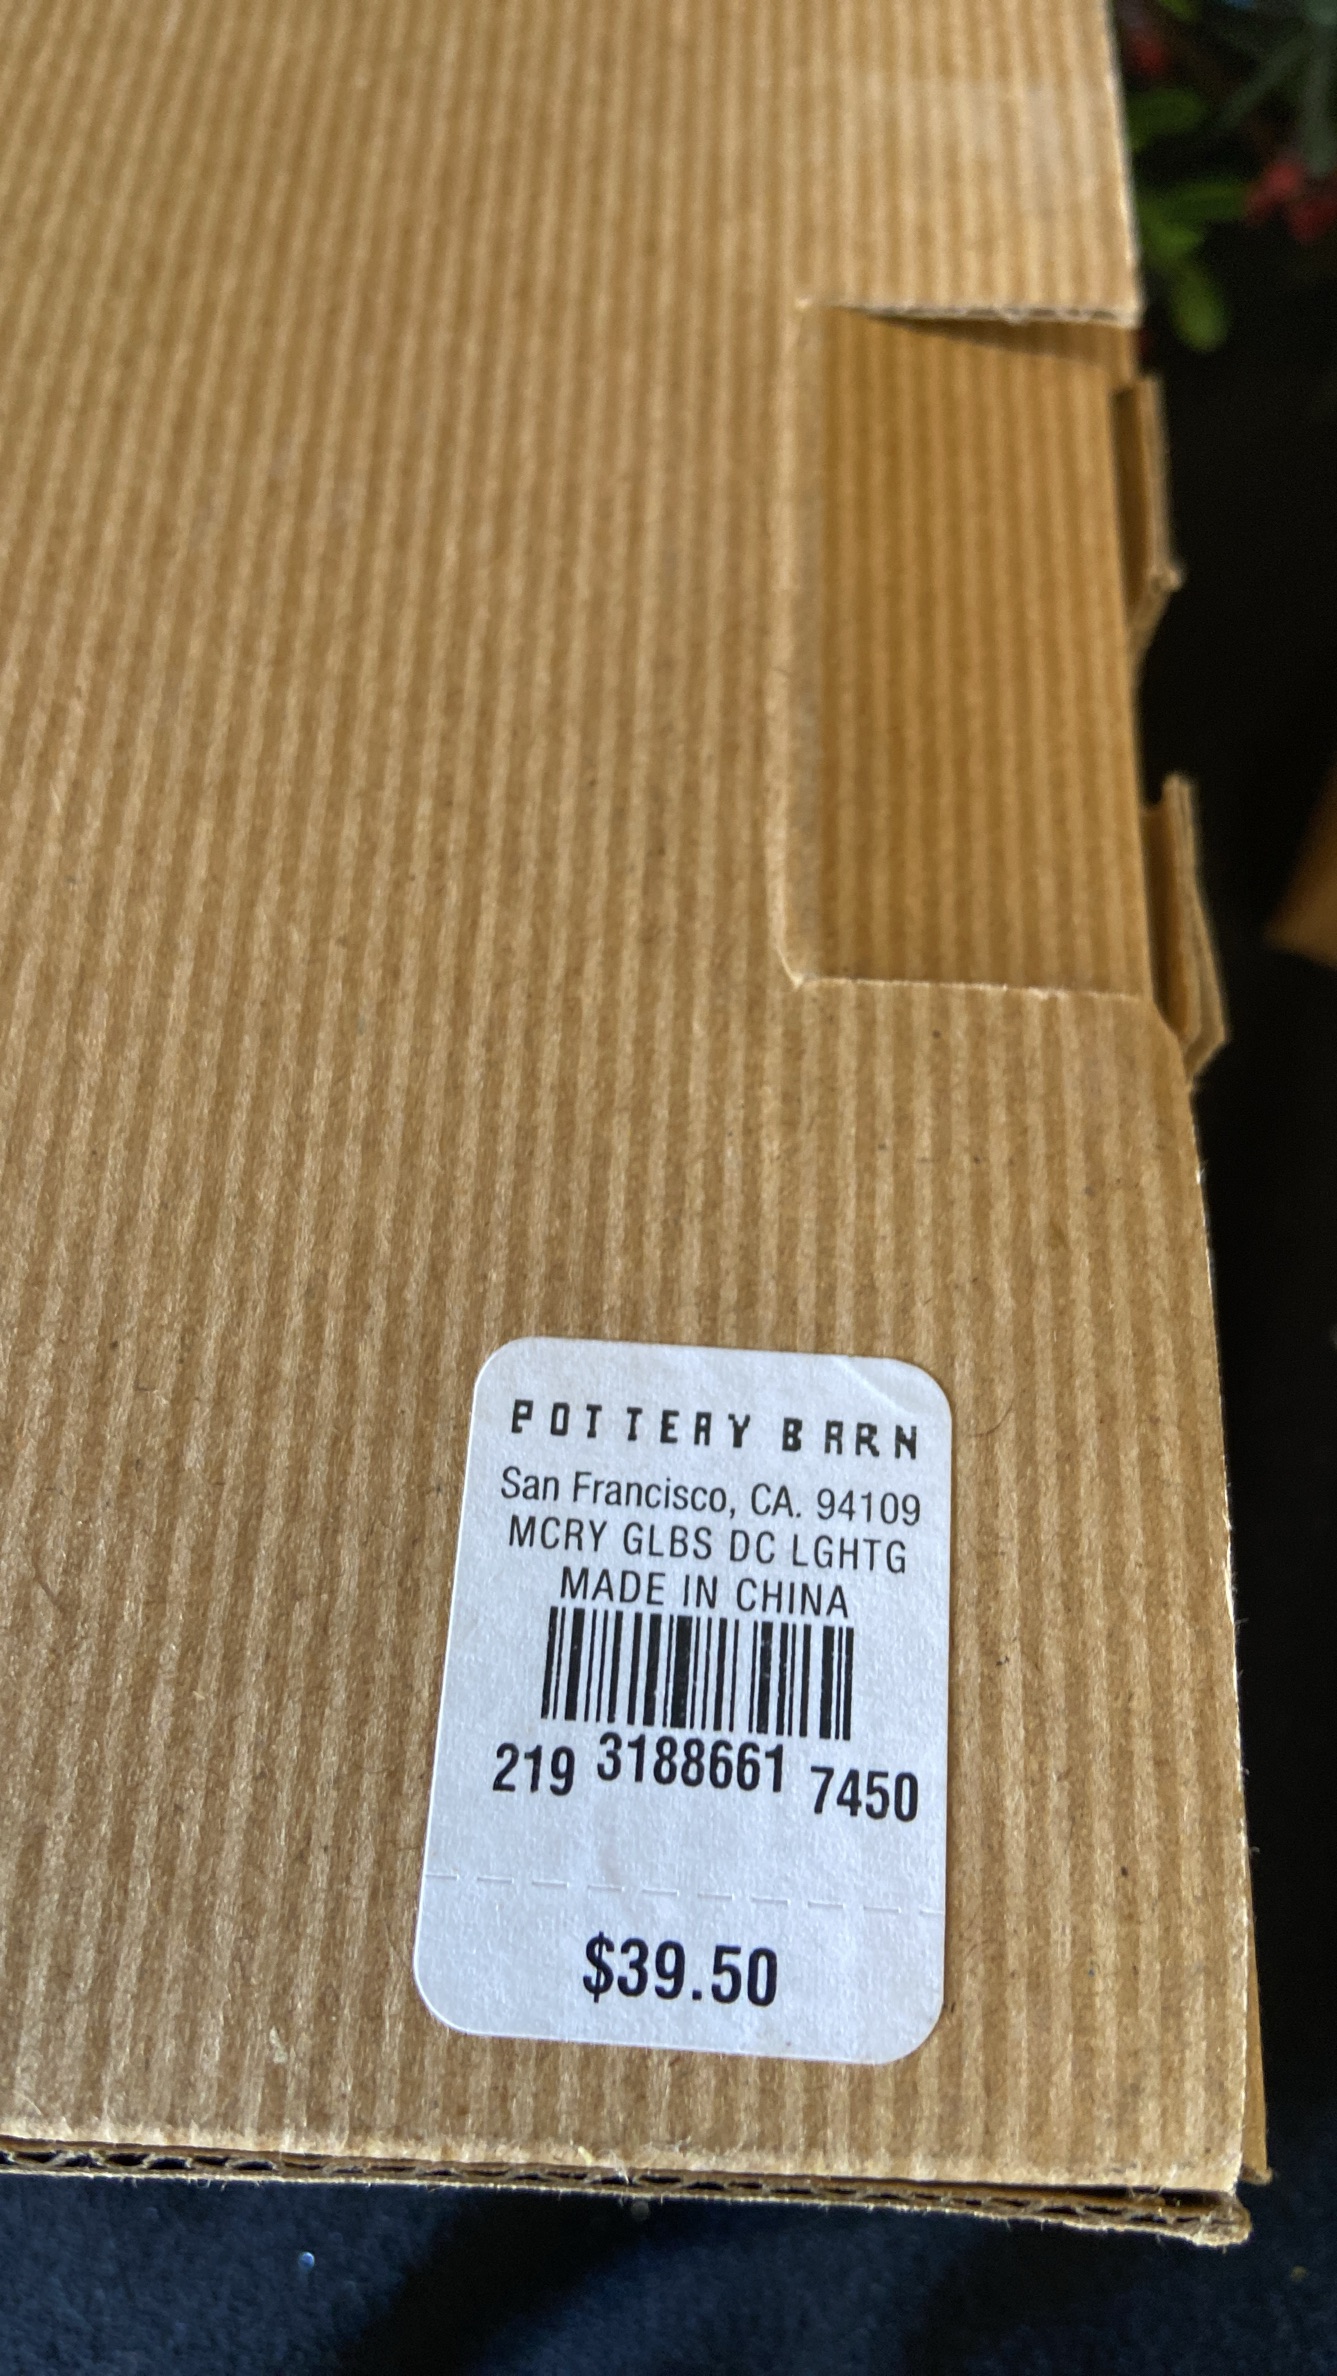 POTTERY BARN
San Francisco, CA. 94109
MCRY GLBS DC LGHTG
MADE IN CHINA
219 3188661 7450
$39.50